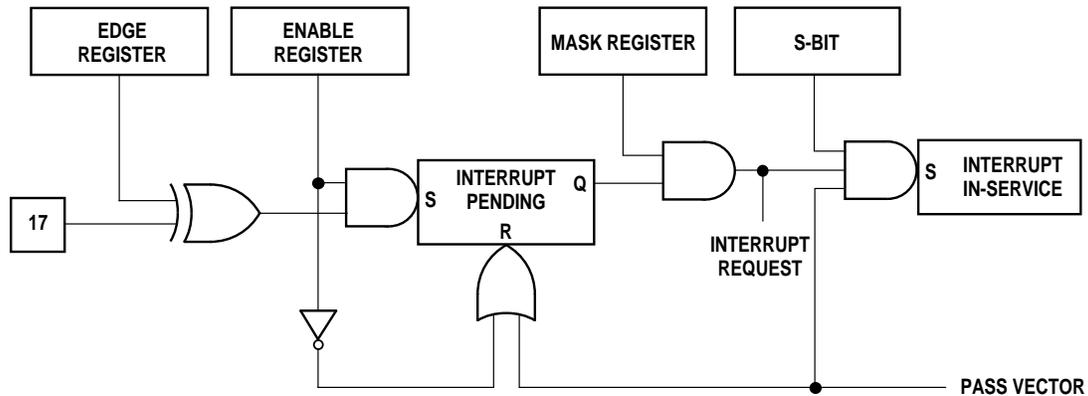 EDGE
REGISTER
ENABLE
REGISTER
MASK REGISTER
S-BIT
17
S
INTERRUPT
PENDING
Q
R
INTERRUPT
REQUEST
S
INTERRUPT
IN-SERVICE
PASS VECTOR